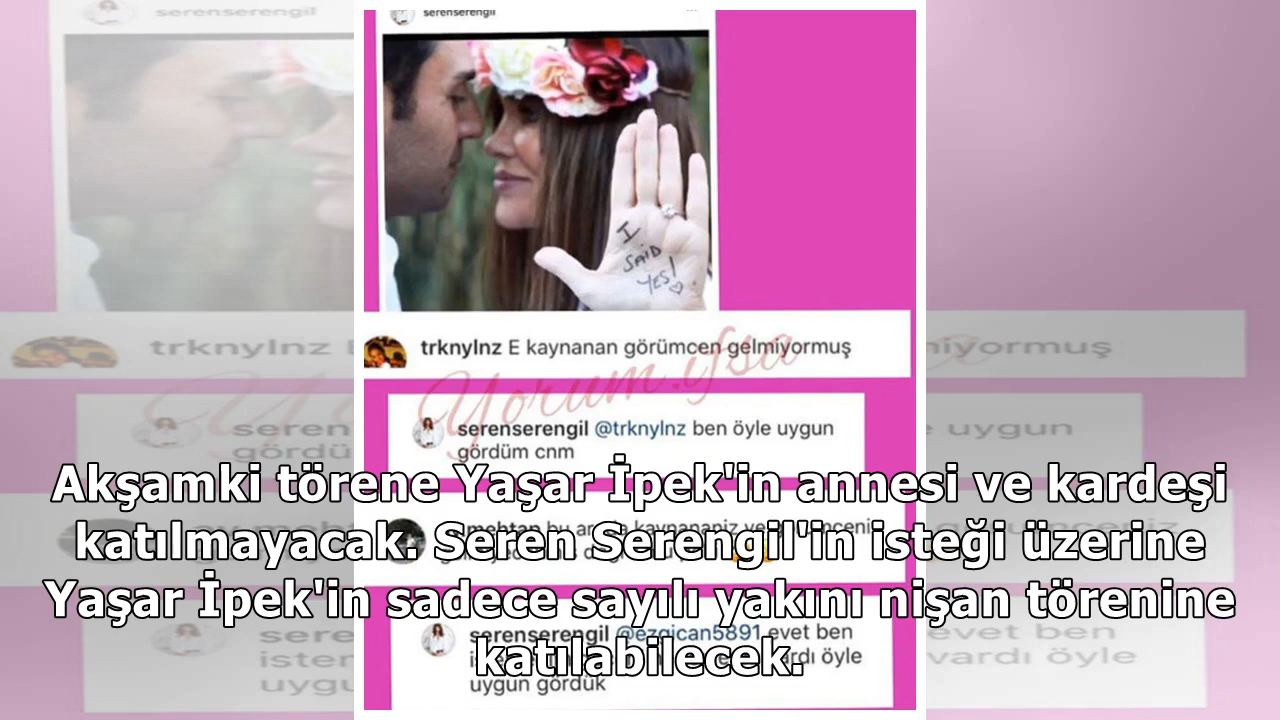 serenserengil
I
SAID
YES!
trknylnz E kaynanan görümcen gelmiyormuş
Yorum.ifsa
serenserengil @trknylnz ben öyle uygun
gördüm cnm
Akşamki törene Yaşar İpek'in annesi ve kardeşi
katılmayacak. Seren Serengil'in isteği üzerine
Yaşar İpek'in sadece sayılı yakını nişan törenine
katılabilecek.
serenserengil @ezgican5891 evet ben
vardı öyle
uygun gördük